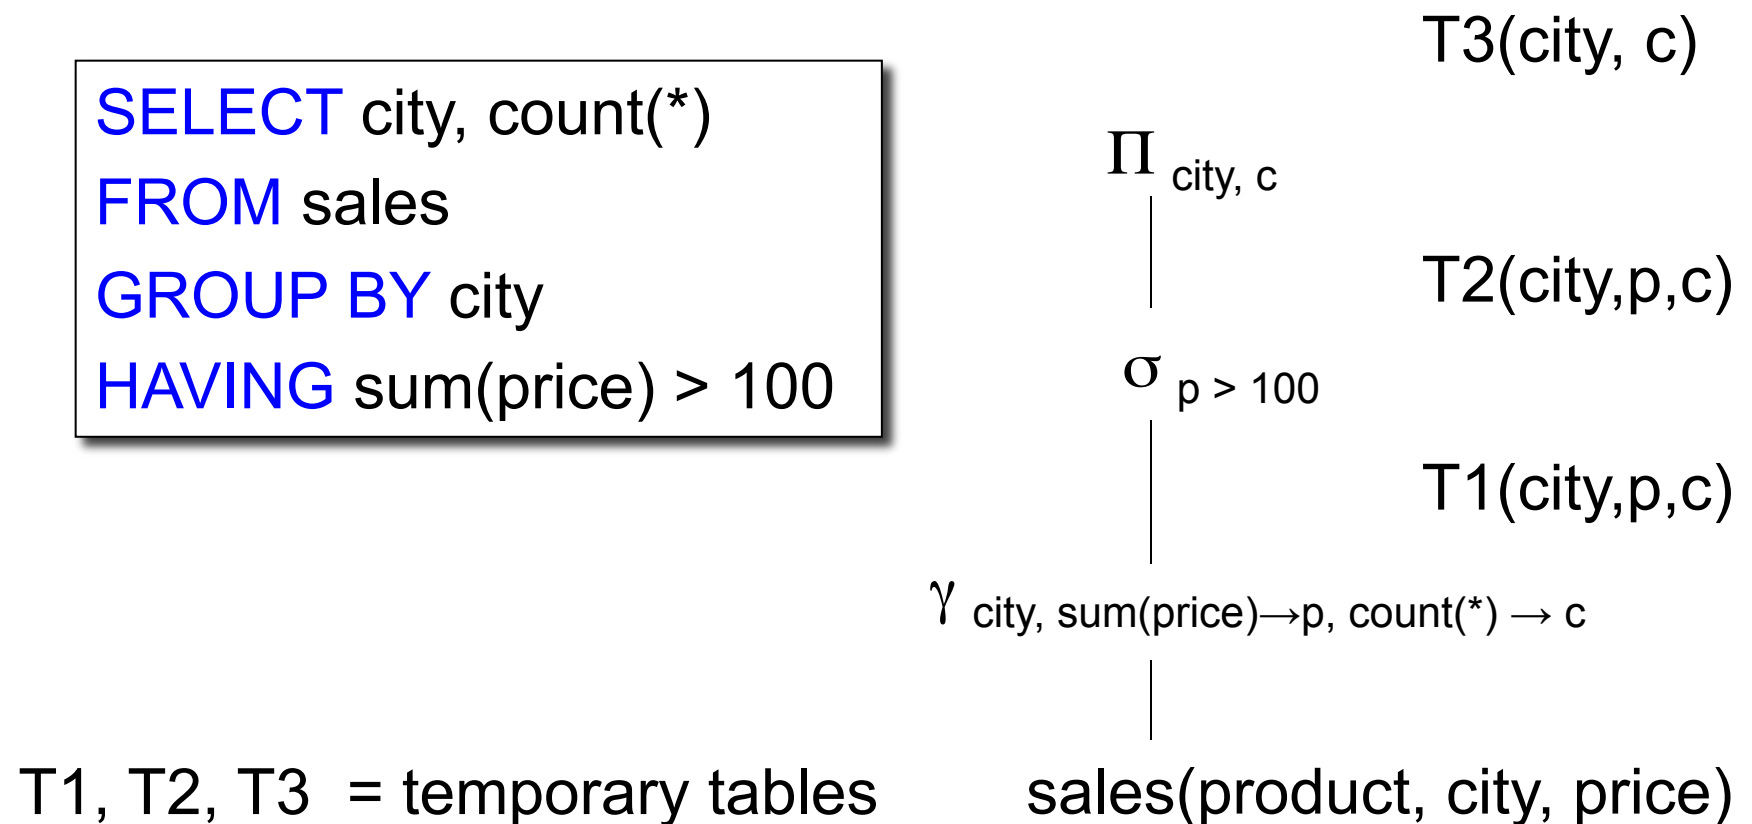 SELECT city, count(*)
FROM sales
GROUP BY city
HAVING sum(price) > 100
T3(city, c)
Π city, c
T2(city,p,c)
σ p > 100
T1(city,p,c)
γ city, sum(price)→p, count(*) → c
T1, T2, T3 = temporary tables
sales(product, city, price)